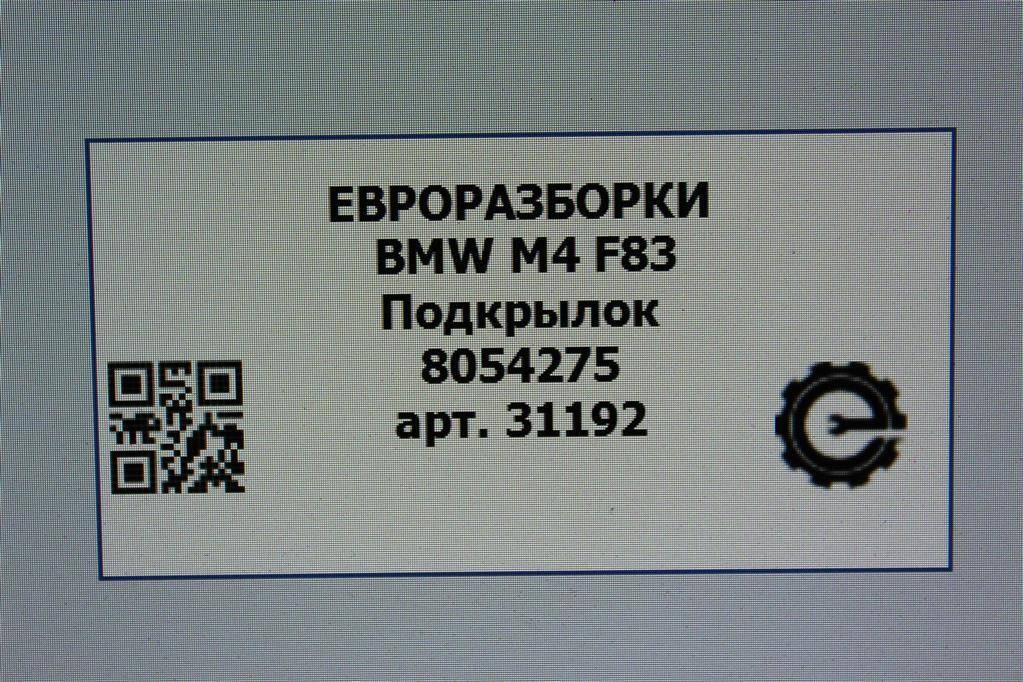 ЕВРОРАЗБОРКИ
BMW M4 F83
Подкрылок
8054275
арт. 31192